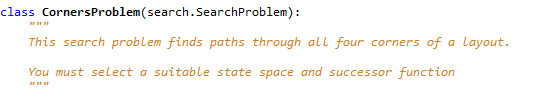 class CornersProblem(search.SearchProblem):
"""
This search problem finds paths through all four corners of a layout.
You must select a suitable state space and successor function
"""